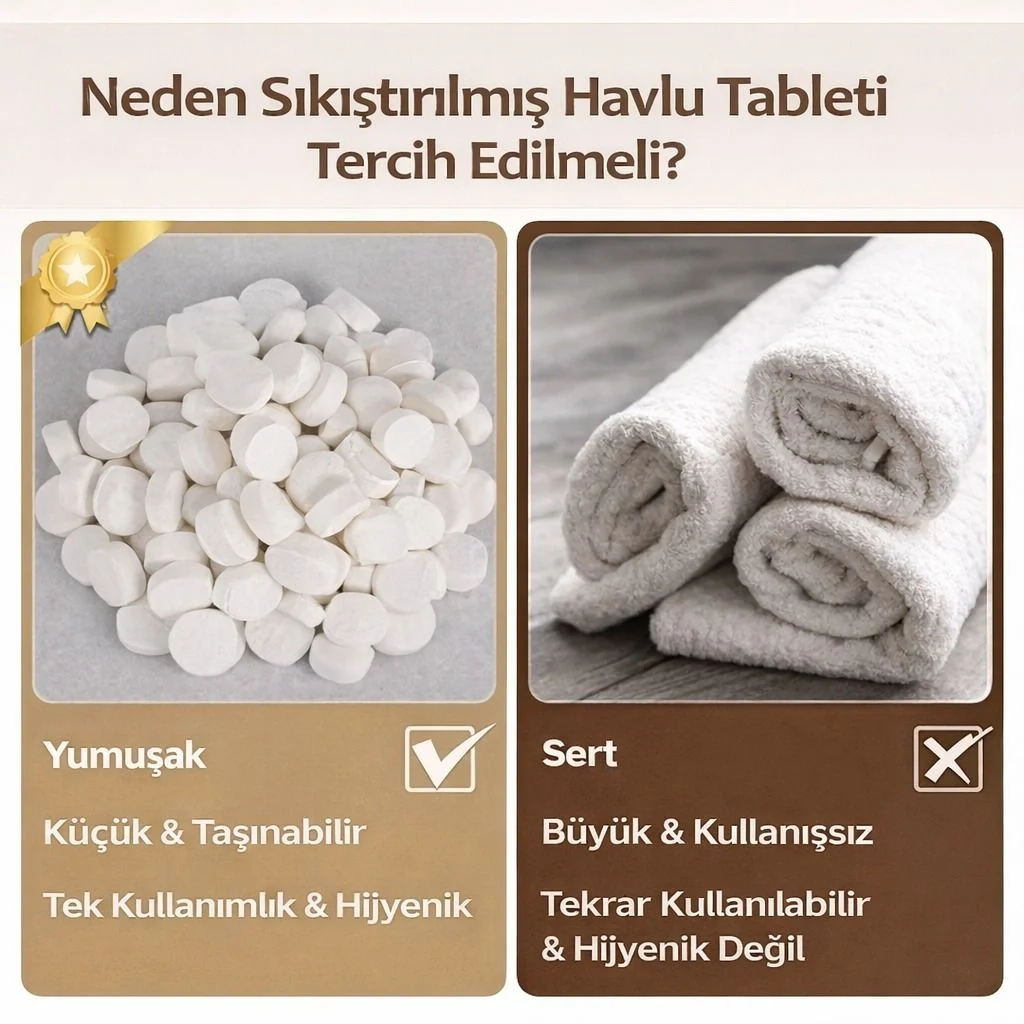 Neden Sıkıştırılmış Havlu Tableti
Tercih Edilmeli?
Yumuşak
Küçük & Taşınabilir
Tek Kullanımlık & Hijyenik
Sert
Büyük & Kullanışsız
Tekrar Kullanılabilir
& Hijyenik Değil